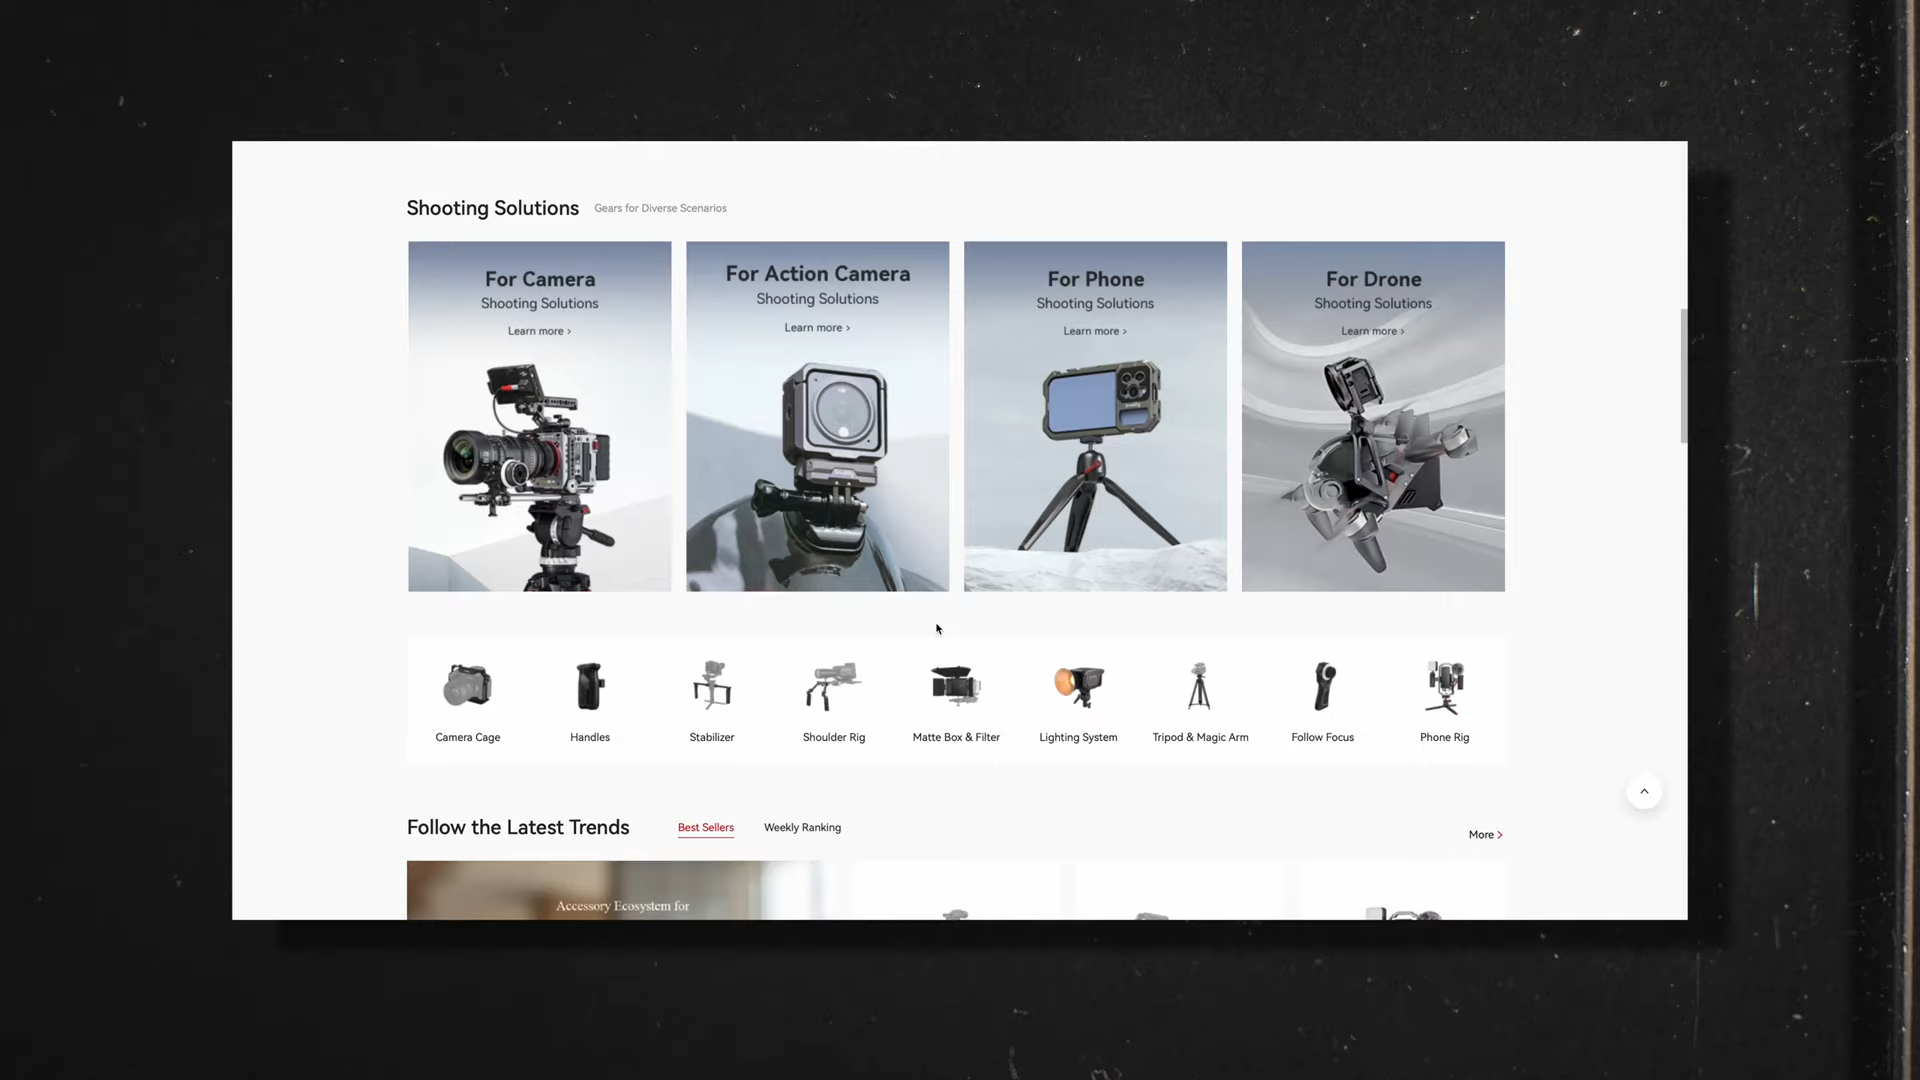 Shooting Solutions
Gears for Diverse Scenarios
For Camera
Shooting Solutions
Learn more >
For Action Camera
Shooting Solutions
Learn more >
For Phone
Shooting Solutions
Learn more >
For Drone
Shooting Solutions
Learn more >
Camera Cage
Handles
Stabilizer
Shoulder Rig
Matte Box & Filter
Lighting System
Tripod & Magic Arm
Follow Focus
Phone Rig
Follow the Latest Trends
Best Sellers
Weekly Ranking
More >
Accessory Ecosystem for